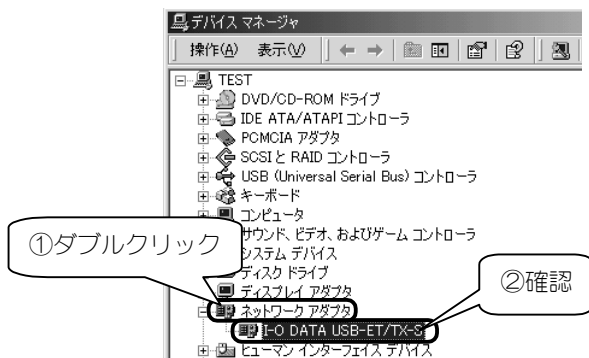 デバイス マネージャ
操作(A) 表示(V)
TEST
DVD/CD-ROM ドライブ
IDE ATA/ATAPI コントローラ
PCMCIA アダプタ
SCSI と RAID コントローラ
USB (Universal Serial Bus) コントローラ
キーボード
コンピュータ
サウンド、ビデオ、およびゲーム コントローラ
①ダブルクリック
システム デバイス
ディスク ドライブ
②確認
ディスプレイ アダプタ
ネットワーク アダプタ
I-O DATA USB-ET/TX-S
ヒューマン インターフェイス デバイス